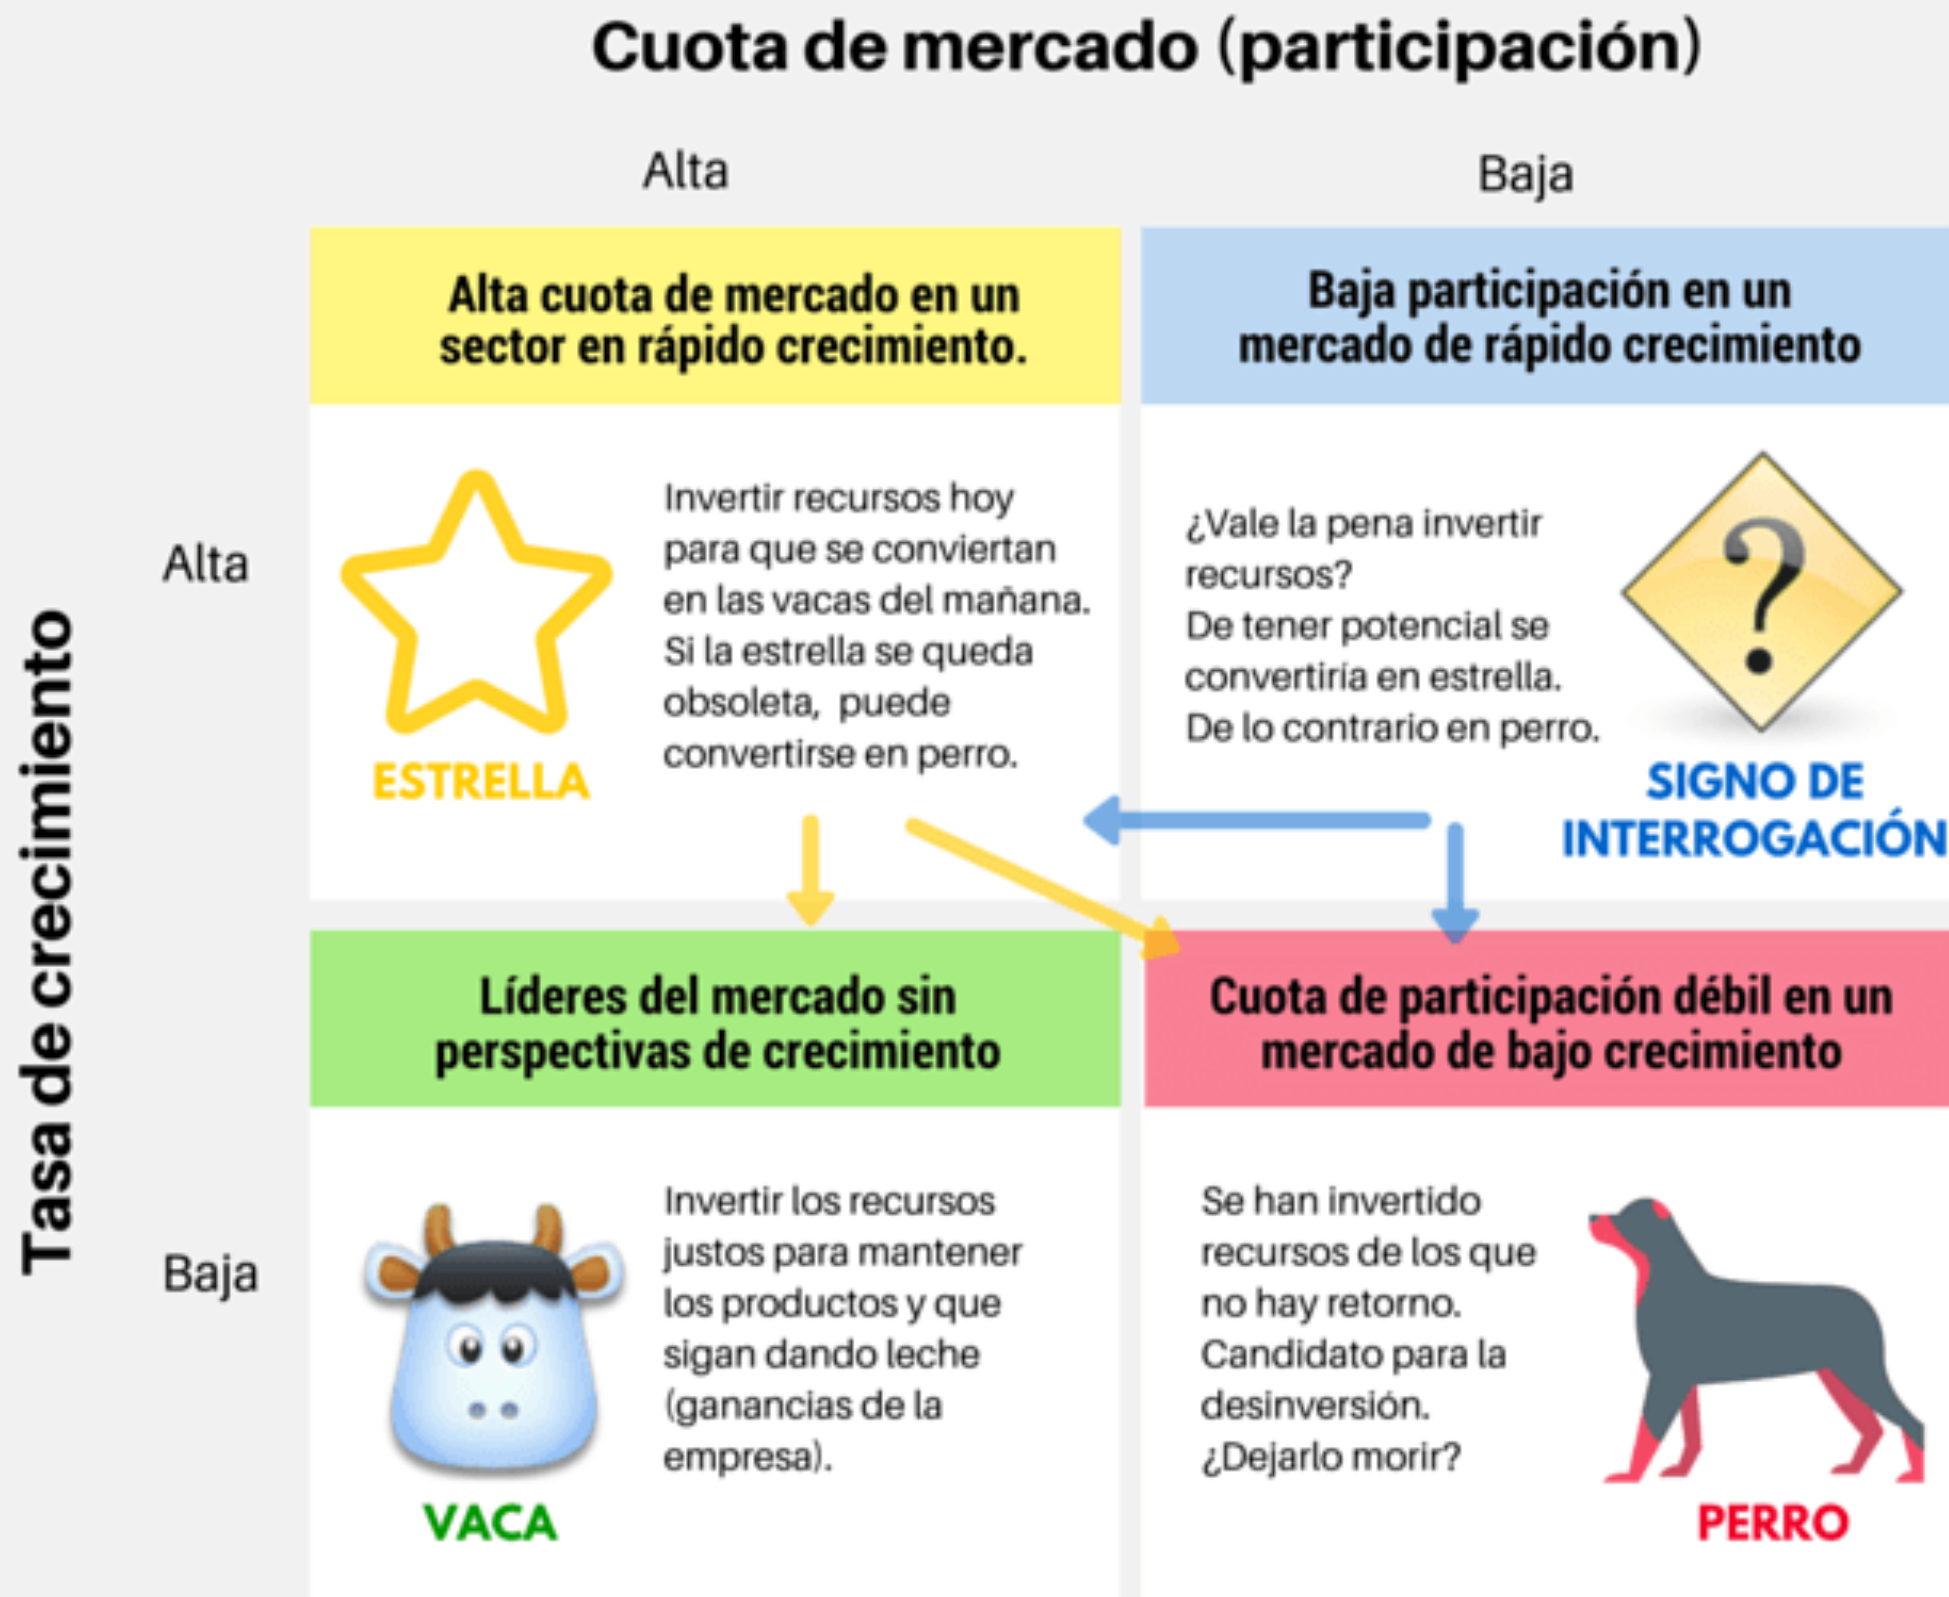 Cuota de mercado (participación)
Alta
Baja
Tasa de crecimiento
Alta
Alta cuota de mercado en un
sector en rápido crecimiento.
Invertir recursos hoy
para que se conviertan
en las vacas del mañana.
Si la estrella se queda
obsoleta, puede
convertirse en perro.
ESTRELLA
Baja participación en un
mercado de rápido crecimiento
¿Vale la pena invertir
recursos?
De tener potencial se
convertiría en estrella.
De lo contrario en perro.
?
SIGNO DE
INTERROGACIÓN
Baja
Líderes del mercado sin
perspectivas de crecimiento
Invertir los recursos
justos para mantener
los productos y que
sigan dando leche
(ganancias de la
empresa).
VACA
Cuota de participación débil en un
mercado de bajo crecimiento
Se han invertido
recursos de los que
no hay retorno.
Candidato para la
desinversión.
¿Dejarlo morir?
PERRO